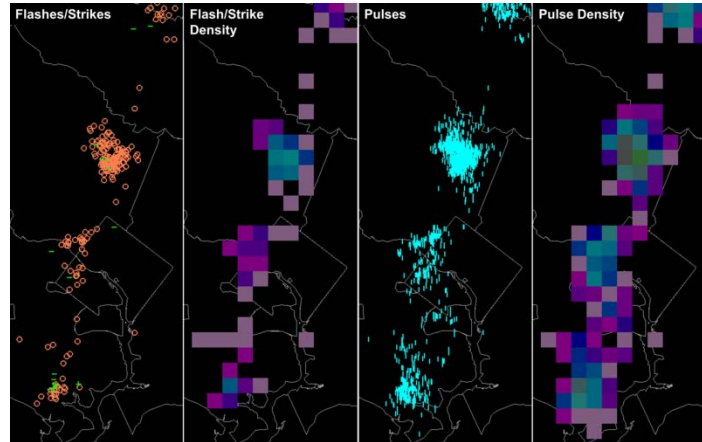 Flashes/Strikes
Flash/Strike
Density
Pulses
Pulse Density